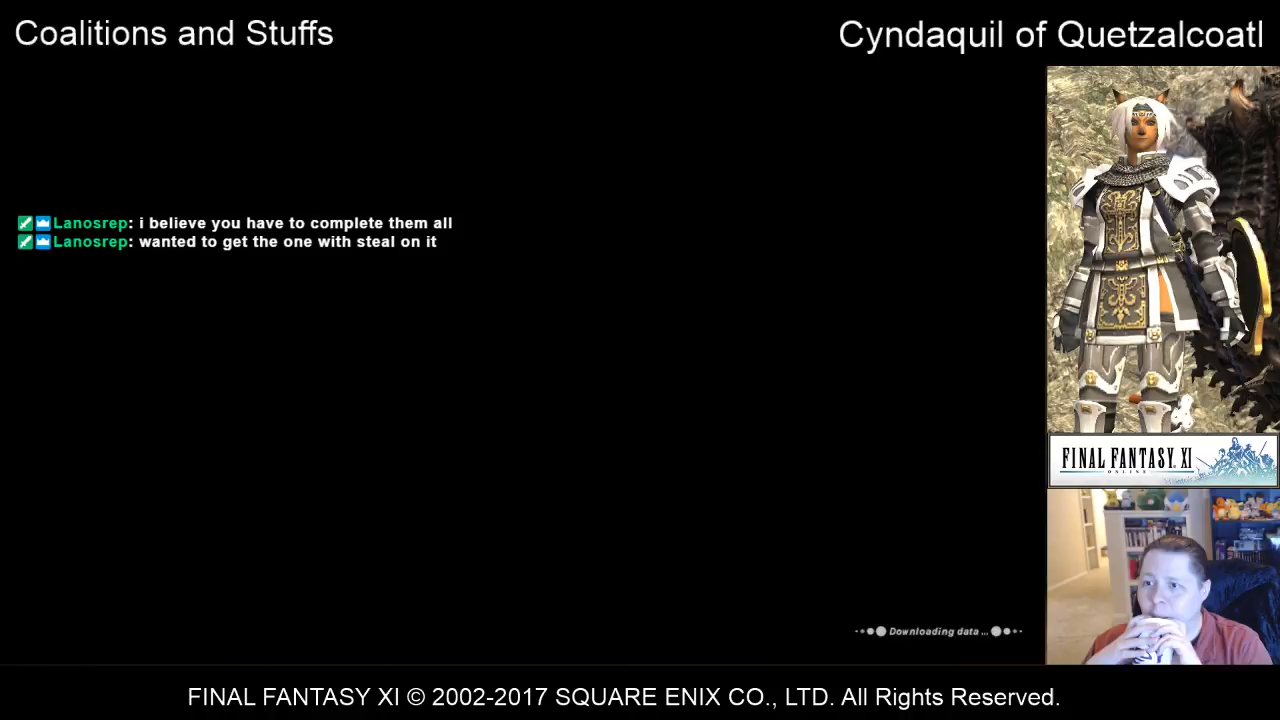 Coalitions and Stuffs
Cyndaquil of Quetzalcoatl
Lanosrep: i believe you have to complete them all
Lanosrep: wanted to get the one with steal on it
FINAL FANTASY XI
ONLINE
Downloading data ...
FINAL FANTASY XI © 2002-2017 SQUARE ENIX CO., LTD. All Rights Reserved.